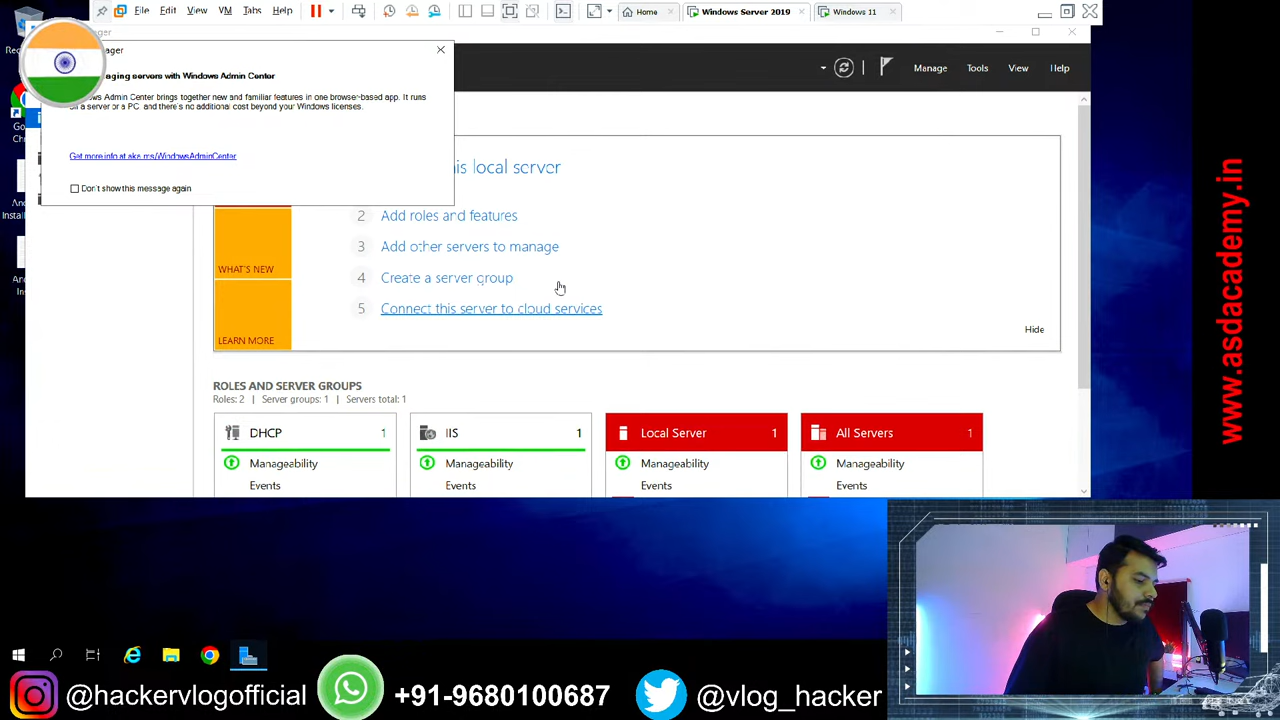 File Edit View VM Tabs Help
Home
Windows Server 2019
Windows 11
Manage Tools View Help
aging servers with Windows Admin Center
Admin Center brings together new and familiar features in one browser-based app. It runs
a server or a PC, and there's no additional cost beyond your Windows licenses.
Get more info at aka.ms/WindowsAdminCenter
Don't show this message again
is local server
2 Add roles and features
3 Add other servers to manage
4 Create a server group
5 Connect this server to cloud services
WHAT'S NEW
LEARN MORE
Hide
ROLES AND SERVER GROUPS
Roles: 2 | Server groups: 1 | Servers total: 1
DHCP 1
Manageability
Events
IIS 1
Manageability
Events
Local Server 1
Manageability
Events
All Servers 1
Manageability
Events
www.asdacademy.in
@hackervogofficial
+91-9680100687
@vlog_hacker